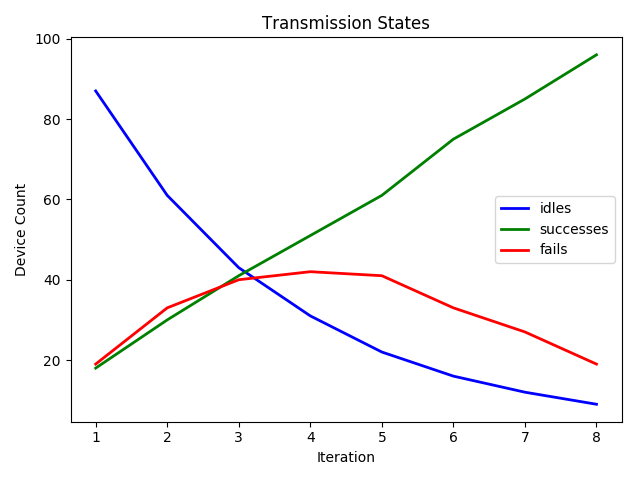 Transmission States
Device Count
100
80
60
40
20
idles
successes
fails
1 2 3 4 5 6 7 8
Iteration